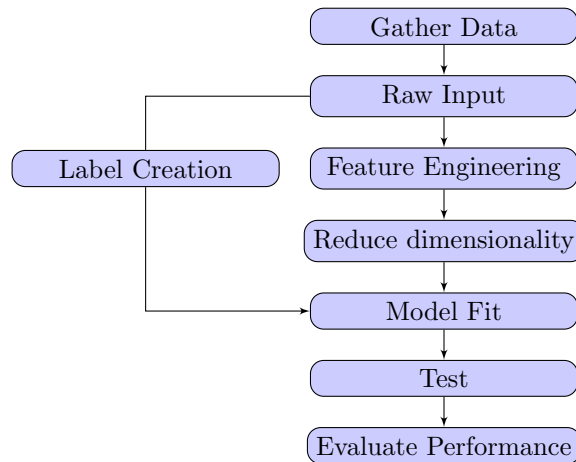 Gather Data
Raw Input
Label Creation
Feature Engineering
Reduce dimensionality
Model Fit
Test
Evaluate Performance